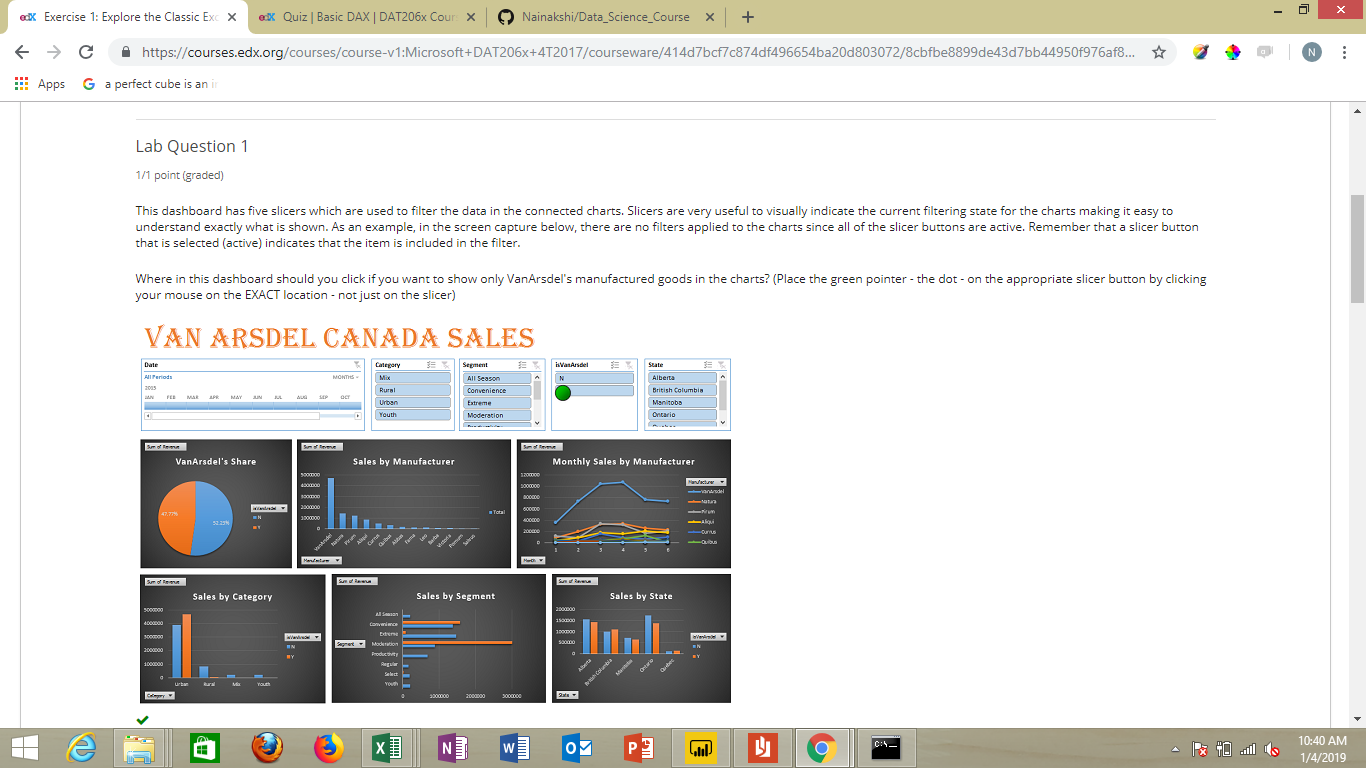 Exercise 1: Explore the Classic Exc
Quiz | Basic DAX | DAT206x Cour
Nainakshi/Data_Science_Course
https://courses.edx.org/courses/course-v1:Microsoft+DAT206x+4T2017/courseware/414d7bcf7c874df496654ba20d803072/8cbfbe8899de43d7bb44950f976af8...
N
Apps
a perfect cube is an in
Lab Question 1
1/1 point (graded)
This dashboard has five slicers which are used to filter the data in the connected charts. Slicers are very useful to visually indicate the current filtering state for the charts making it easy to
understand exactly what is shown. As an example, in the screen capture below, there are no filters applied to the charts since all of the slicer buttons are active. Remember that a slicer button
that is selected (active) indicates that the item is included in the filter.
Where in this dashboard should you click if you want to show only VanArsdel's manufactured goods in the charts? (Place the green pointer - the dot - on the appropriate slicer button by clicking
your mouse on the EXACT location - not just on the slicer)
VAN ARSDEL CANADA SALES
Date
All Periods
MONTHS
2015
JAN FEB MAR APR MAY JUN JUL AUG SEP OCT
Category
Mix
Rural
Urban
Youth
Segment
All Season
Convenience
Extreme
Moderation
Productivity
isVanArsdel
N
State
Alberta
British Columbia
Manitoba
Ontario
Quebec
Sum of Revenue
VanArsdel's Share
47.77%
52.23%
isVanArsdel
N
Y
Sum of Revenue
Sales by Manufacturer
5000000
4000000
3000000
2000000
1000000
0
VanArsdel Natura Pirum Aliqui Currus Quibus Abbas Fama Leo Barba Victoria Pomum Salvus
Total
Manufacturer
Sum of Revenue
Monthly Sales by Manufacturer
1200000
1000000
800000
600000
400000
200000
0
1 2 3 4 5 6
Manufacturer
VanArsdel
Natura
Pirum
Aliqui
Currus
Quibus
Month
Sum of Revenue
Sales by Category
5000000
4000000
3000000
2000000
1000000
0
Urban Rural Mix Youth
isVanArsdel
N
Y
Category
Sum of Revenue
Sales by Segment
Segment
All Season
Convenience
Extreme
Moderation
Productivity
Regular
Select
Youth
0 1000000 2000000 3000000
Sum of Revenue
Sales by State
2000000
1500000
1000000
500000
0
Alberta British Columbia Manitoba Ontario Quebec
isVanArsdel
N
Y
State
10:40 AM
1/4/2019